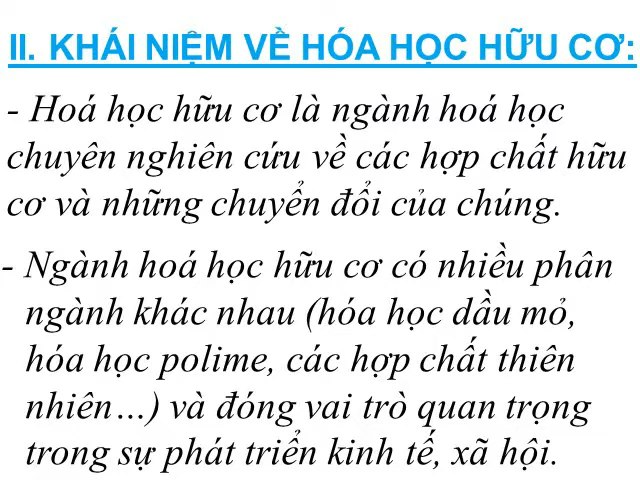 II. KHÁI NIỆM VỀ HÓA HỌC HỮU CƠ:
- Hoá học hữu cơ là ngành hoá học
chuyên nghiên cứu về các hợp chất hữu
cơ và những chuyển đổi của chúng.
- Ngành hoá học hữu cơ có nhiều phân
ngành khác nhau (hóa học dầu mỏ,
hóa học polime, các hợp chất thiên
nhiên…) và đóng vai trò quan trọng
trong sự phát triển kinh tế, xã hội.